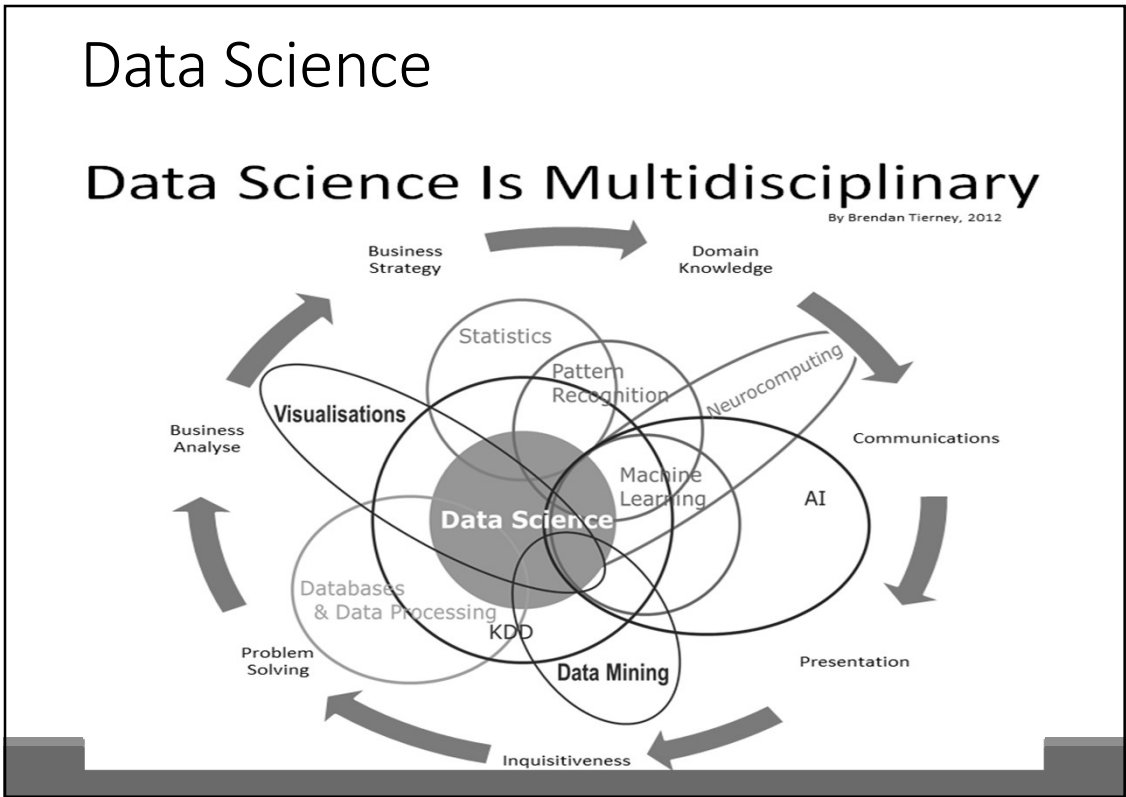 Data Science
Data Science Is Multidisciplinary
By Brendan Tierney, 2012
Business
Strategy
Domain
Knowledge
Statistics
Pattern
Recognition
Neurocomputing
Visualisations
Business
Analyse
Communications
Machine
Learning
AI
Data Science
Databases
& Data Processing
KDD
Problem
Solving
Data Mining
Presentation
Inquisitiveness